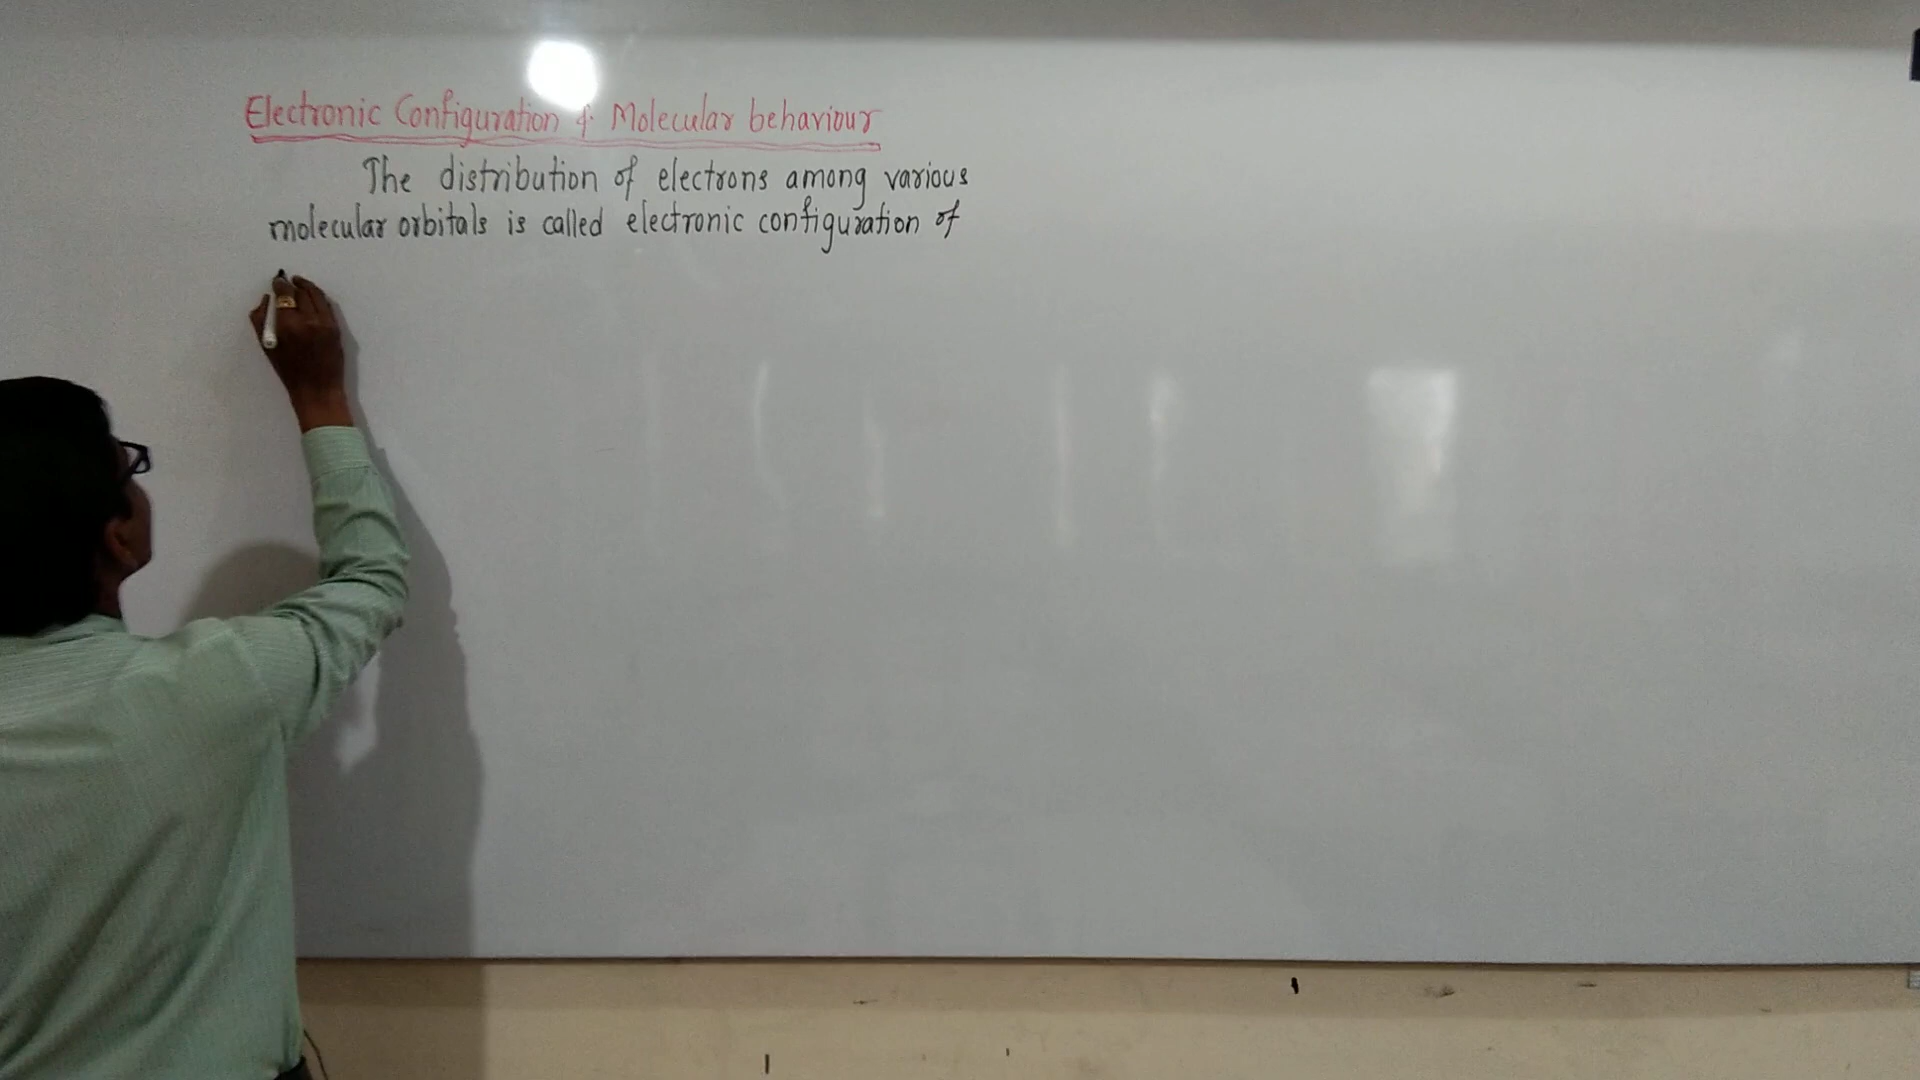 Electronic Configuration & Molecular behaviour
The distribution of electrons among various
molecular orbitals is called electronic configuration of